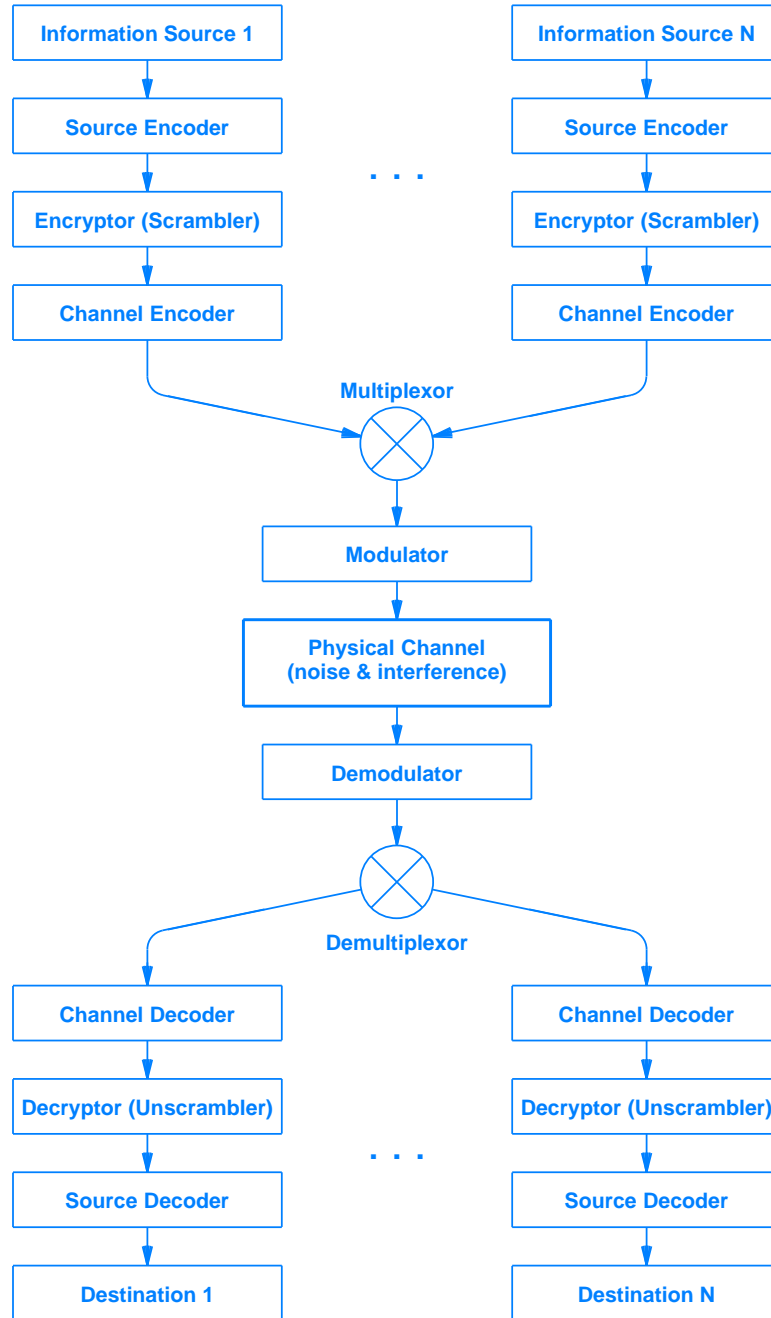 Information Source 1
Information Source N
Source Encoder
Source Encoder
. . .
Encryptor (Scrambler)
Encryptor (Scrambler)
Channel Encoder
Channel Encoder
Multiplexor
Modulator
Physical Channel
(noise & interference)
Demodulator
Demultiplexor
Channel Decoder
Channel Decoder
Decryptor (Unscrambler)
Decryptor (Unscrambler)
. . .
Source Decoder
Source Decoder
Destination 1
Destination N